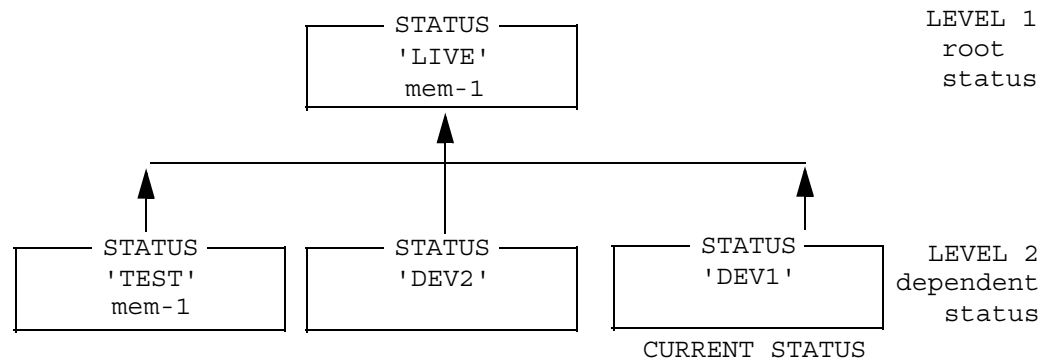 STATUS
'LIVE'
mem-1
LEVEL 1
root
status
STATUS
'TEST'
mem-1
STATUS
'DEV2'
STATUS
'DEV1'
LEVEL 2
dependent
status
CURRENT STATUS